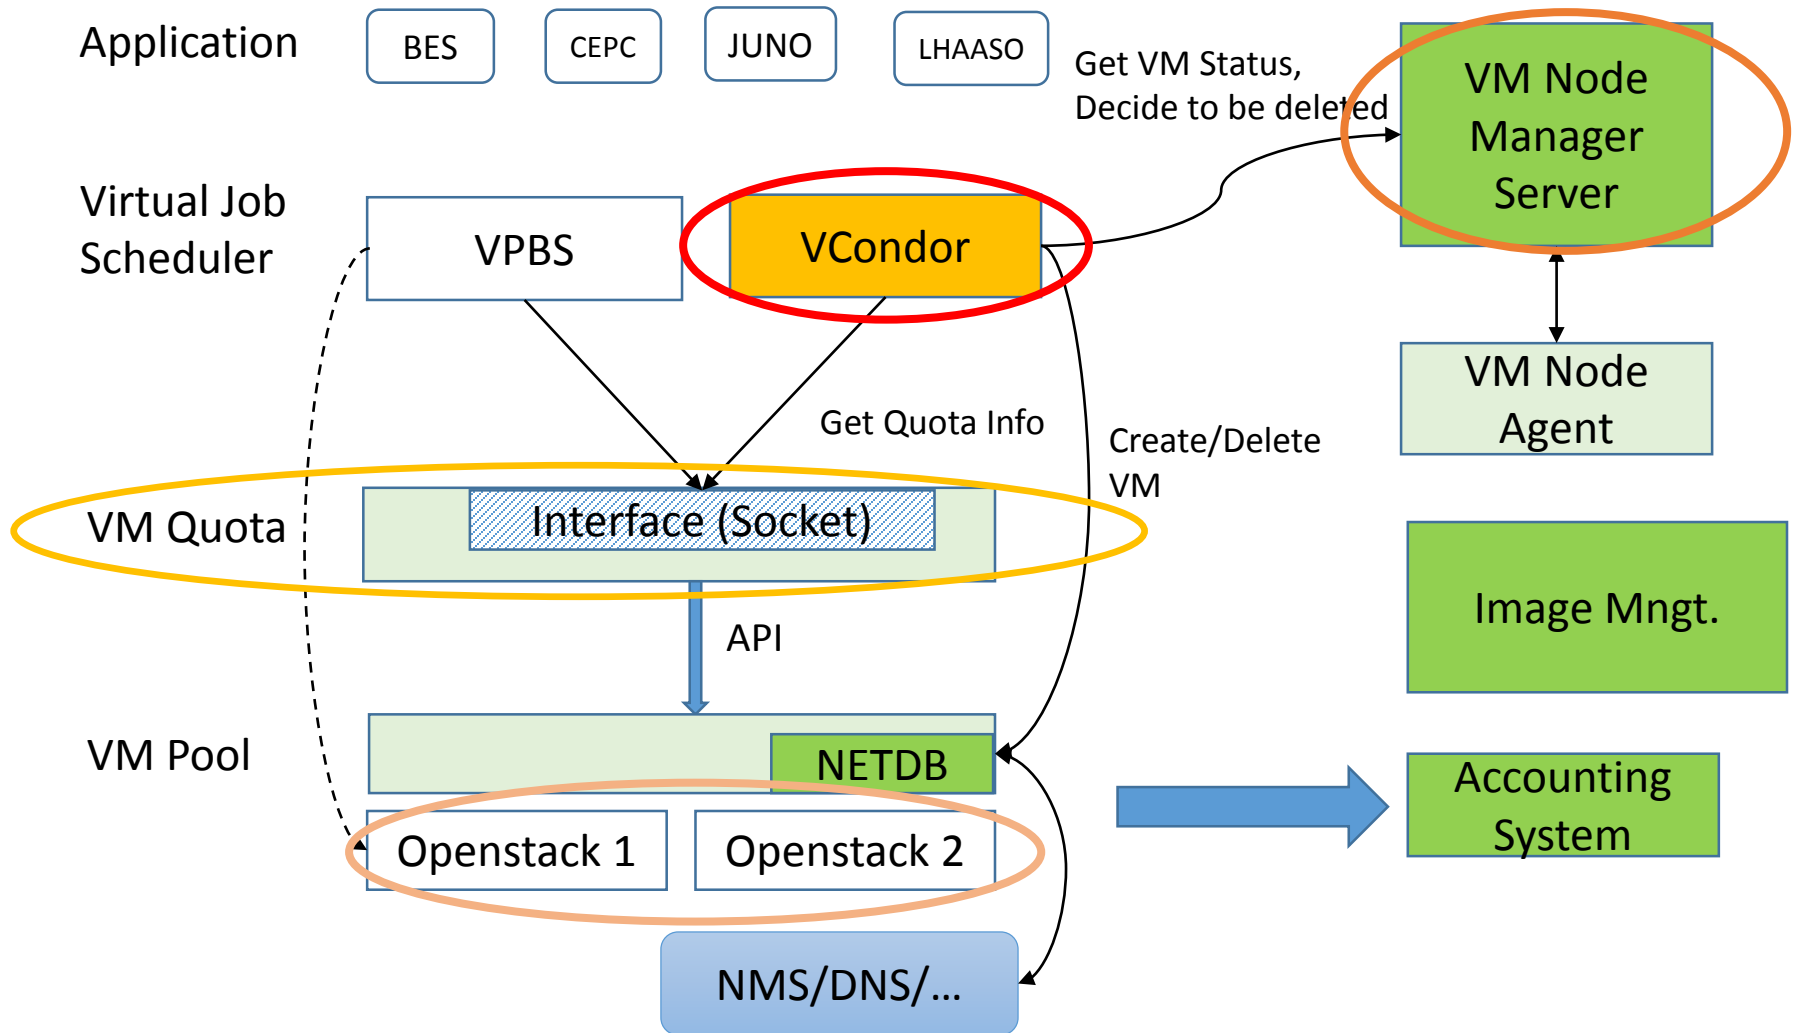 Application
BES
CEPC
JUNO
LHAASO
Get VM Status,
Decide to be deleted
VM Node
Manager
Server
Virtual Job
Scheduler
VPBS
VCondor
VM Node
Agent
Get Quota Info
Create/Delete
VM
VM Quota
Interface (Socket)
Image Mngt.
API
VM Pool
NETDB
Accounting
System
Openstack 1
Openstack 2
NMS/DNS/...